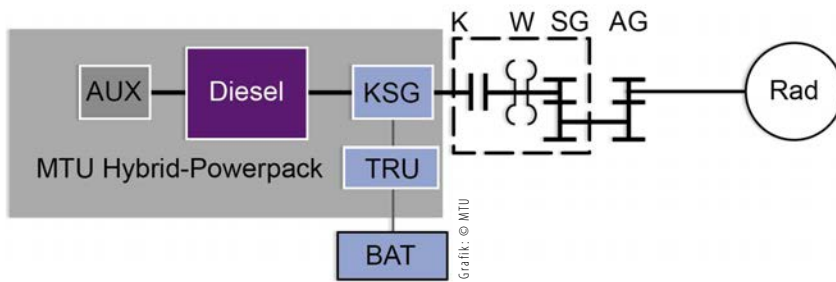 K W SG AG
AUX Diesel KSG Rad
MTU Hybrid-Powerpack TRU
BAT
Grafik: © MTU